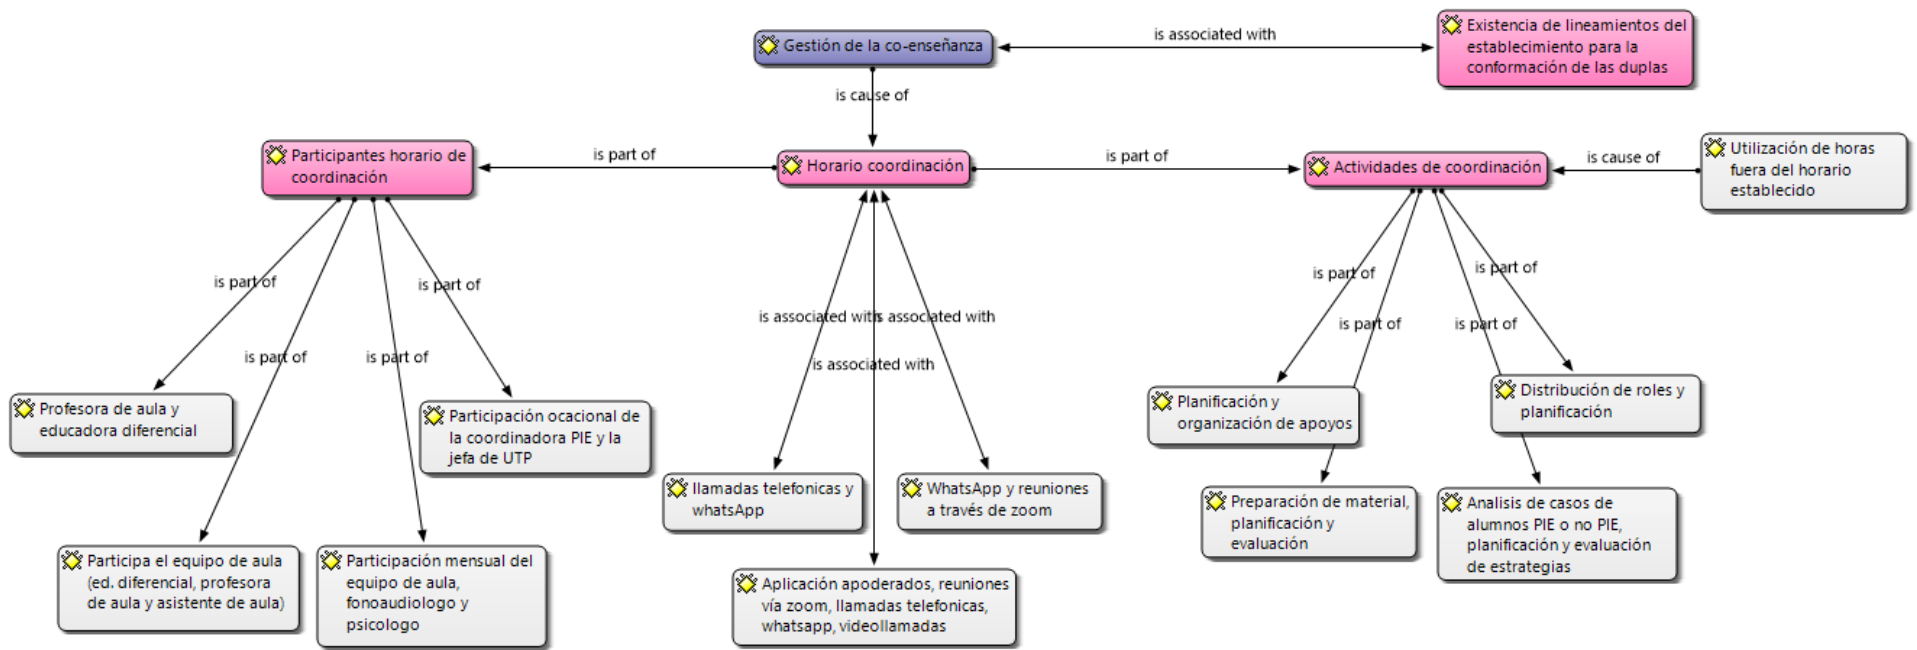 Gestión de la co-enseñanza
is associated with
Existencia de lineamientos del
establecimiento para la
conformación de las duplas
is cause of
Participantes horario de
coordinación
is part of
Horario coordinación
is part of
Actividades de coordinación
is cause of
Utilización de horas
fuera del horario
establecido
is part of
is part of
is part of
is part of
is associated with
is associated with
is associated with
is part of
is part of
is part of
is part of
Profesora de aula y
educadora diferencial
Participación ocacional de
la coordinadora PIE y la
jefa de UTP
Participa el equipo de aula
(ed. diferencial, profesora
de aula y asistente de aula)
Participación mensual del
equipo de aula,
fonoaudiologo y
psicologo
llamadas telefonicas y
whatsApp
WhatsApp y reuniones
a través de zoom
Aplicación apoderados, reuniones
vía zoom, llamadas telefonicas,
whatsapp, videollamadas
Planificación y
organización de apoyos
Distribución de roles y
planificación
Preparación de material,
planificación y
evaluación
Analisis de casos de
alumnos PIE o no PIE,
planificación y evaluación
de estrategias